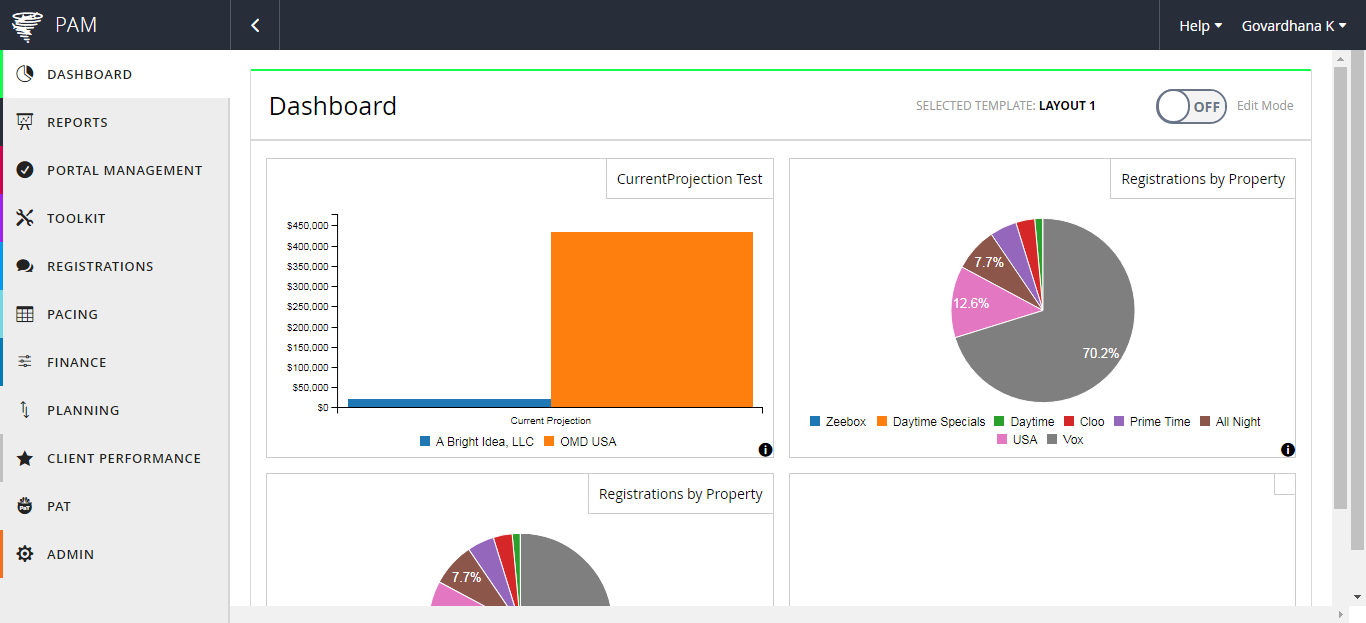 PAM
Help
Govardhana K
DASHBOARD
REPORTS
PORTAL MANAGEMENT
TOOLKIT
REGISTRATIONS
PACING
FINANCE
PLANNING
CLIENT PERFORMANCE
PAT
ADMIN
Dashboard
SELECTED TEMPLATE: LAYOUT 1
OFF
Edit Mode
CurrentProjection Test
$450,000
$400,000
$350,000
$300,000
$250,000
$200,000
$150,000
$100,000
$50,000
$0
Current Projection
A Bright Idea, LLC OMD USA
Registrations by Property
7.7%
12.6%
70.2%
Zeebox Daytime Specials Daytime Cloo Prime Time All Night
USA Vox
Registrations by Property
7.7%